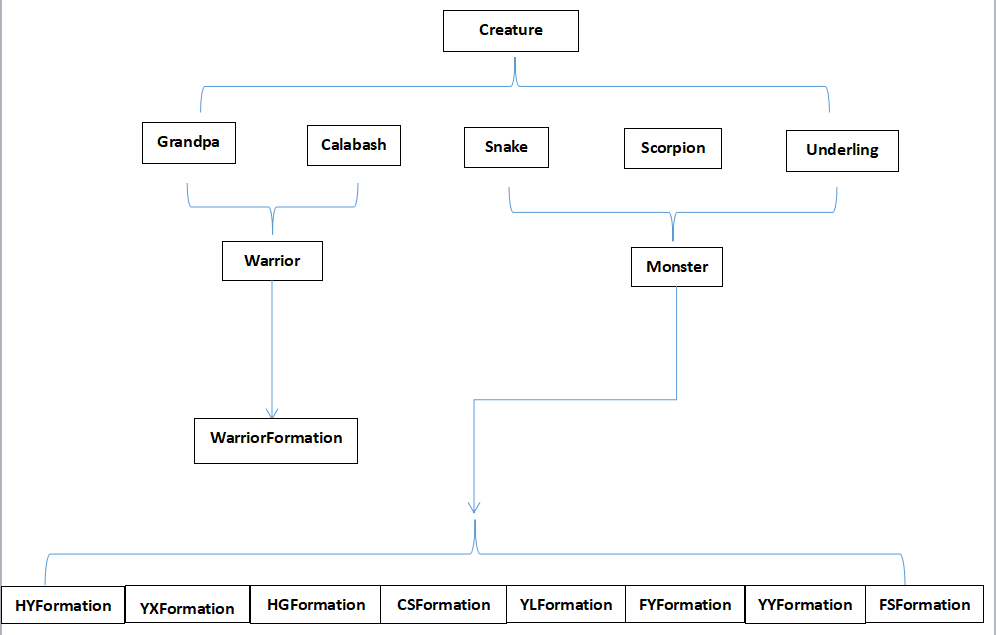 Creature
Grandpa
Calabash
Snake
Scorpion
Underling
Warrior
Monster
WarriorFormation
HYFormation
YXFormation
HGFormation
CSFormation
YLFormation
FYFormation
YYFormation
FSFormation